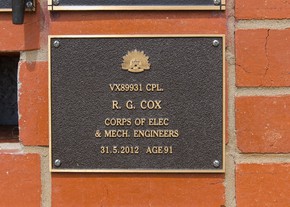 VX89931 CPL.
R. G. COX
CORPS OF ELEC
& MECH. ENGINEERS
31.5.2012 AGE 91